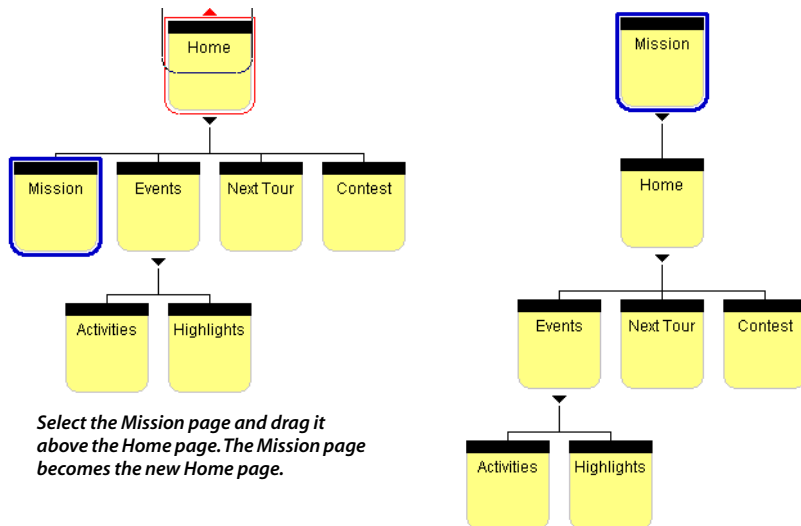 Home
Mission
Events
Next Tour
Contest
Activities
Highlights
Select the Mission page and drag it
above the Home page. The Mission page
becomes the new Home page.
Mission
Home
Events
Next Tour
Contest
Activities
Highlights